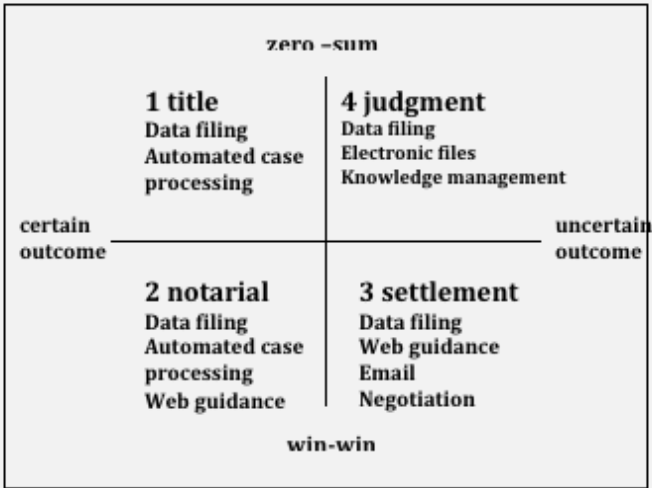 zero –sum
1 title
Data filing
Automated case
processing
4 judgment
Data filing
Electronic files
Knowledge management
certain
outcome
uncertain
outcome
2 notarial
Data filing
Automated case
processing
Web guidance
3 settlement
Data filing
Web guidance
Email
Negotiation
win-win